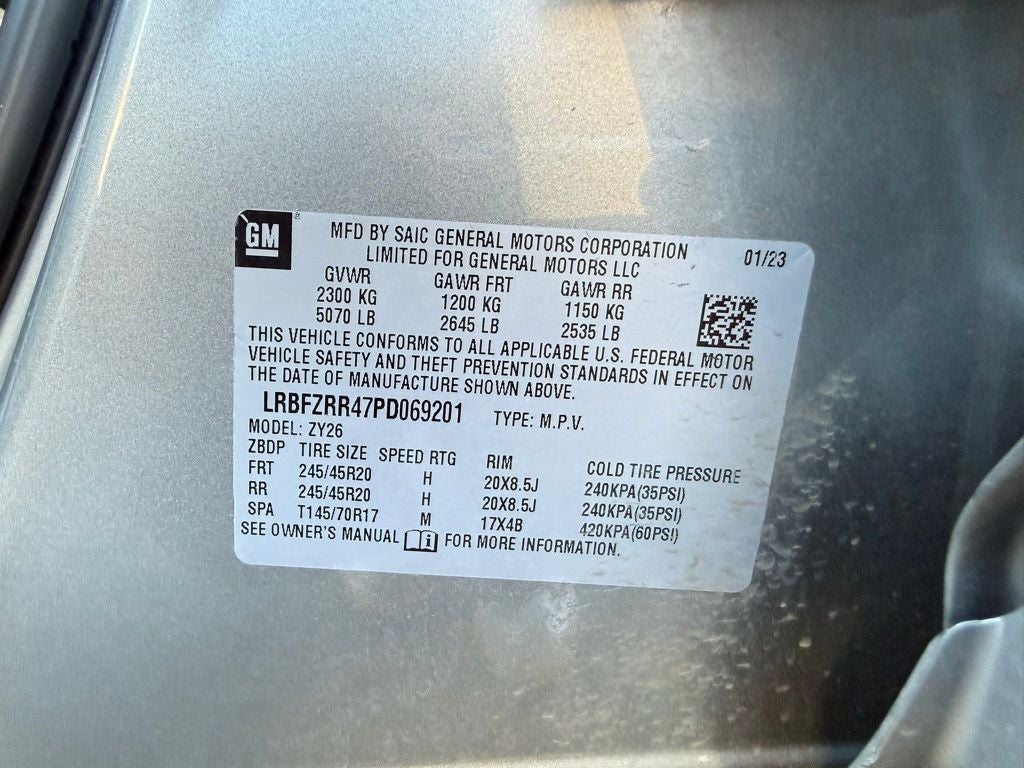 GM
MFD BY SAIC GENERAL MOTORS CORPORATION
LIMITED FOR GENERAL MOTORS LLC
01/23
GVWR GAWR FRT GAWR RR
2300 KG 1200 KG 1150 KG
5070 LB 2645 LB 2535 LB
THIS VEHICLE CONFORMS TO ALL APPLICABLE U.S. FEDERAL MOTOR
VEHICLE SAFETY AND THEFT PREVENTION STANDARDS IN EFFECT ON
THE DATE OF MANUFACTURE SHOWN ABOVE.
LRBFZRR47PD069201 TYPE: M.P.V.
MODEL: ZY26
ZBDP TIRE SIZE SPEED RTG RIM COLD TIRE PRESSURE
FRT 245/45R20 H 20X8.5J 240KPA(35PSI)
RR 245/45R20 H 20X8.5J 240KPA(35PSI)
SPA T145/70R17 M 17X4B 420KPA(60PSI)
SEE OWNER'S MANUAL i FOR MORE INFORMATION.